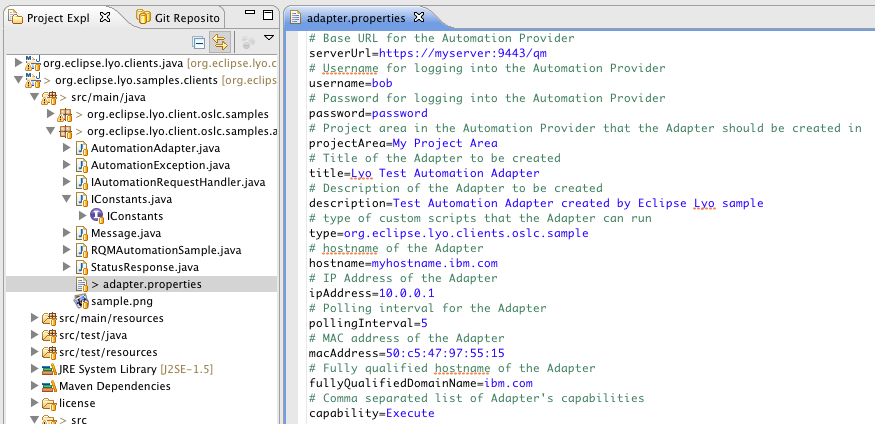 Project Expl
Git Reposito
org.eclipse.lyo.clients.java [org.eclipse.lyo.c
> org.eclipse.lyo.samples.clients [org.eclips
> src/main/java
> org.eclipse.lyo.client.oslc.samples
> org.eclipse.lyo.client.oslc.samples.a
AutomationAdapter.java
AutomationException.java
IAutomationRequestHandler.java
IConstants.java
IConstants
Message.java
RQMAutomationSample.java
StatusResponse.java
> adapter.properties
sample.png
src/main/resources
src/test/java
src/test/resources
JRE System Library [J2SE-1.5]
Maven Dependencies
license
> src
adapter.properties
# Base URL for the Automation Provider
serverUrl=https://myserver:9443/qm
# Username for logging into the Automation Provider
username=bob
# Password for logging into the Automation Provider
password=password
# Project area in the Automation Provider that the Adapter should be created in
projectArea=My Project Area
# Title of the Adapter to be created
title=Lyo Test Automation Adapter
# Description of the Adapter to be created
description=Test Automation Adapter created by Eclipse Lyo sample
# type of custom scripts that the Adapter can run
type=org.eclipse.lyo.clients.oslc.sample
# hostname of the Adapter
hostname=myhostname.ibm.com
# IP Address of the Adapter
ipAddress=10.0.0.1
# Polling interval for the Adapter
pollingInterval=5
# MAC address of the Adapter
macAddress=50:c5:47:97:55:15
# Fully qualified hostname of the Adapter
fullyQualifiedDomainName=ibm.com
# Comma separated list of Adapter's capabilities
capability=Execute